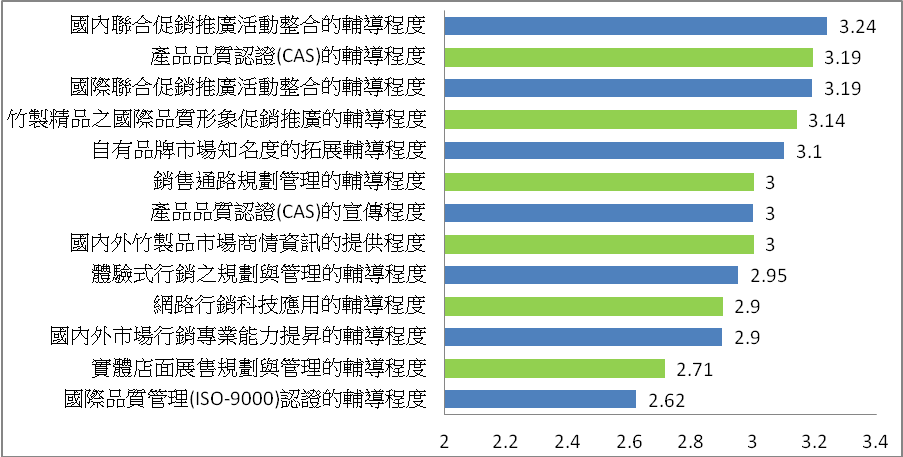 國內聯合促銷推廣活動整合的輔導程度 3.24
產品品質認證(CAS)的輔導程度 3.19
國際聯合促銷推廣活動整合的輔導程度 3.19
竹製精品之國際品質形象促銷推廣的輔導程度 3.14
自有品牌市場知名度的拓展輔導程度 3.1
銷售通路規劃管理的輔導程度 3
產品品質認證(CAS)的宣傳程度 3
國內外竹製品市場商情資訊的提供程度 3
體驗式行銷之規劃與管理的輔導程度 2.95
網路行銷科技應用的輔導程度 2.9
國內外市場行銷專業能力提昇的輔導程度 2.9
實體店面展售規劃與管理的輔導程度 2.71
國際品質管理(ISO-9000)認證的輔導程度 2.62
2 2.2 2.4 2.6 2.8 3 3.2 3.4